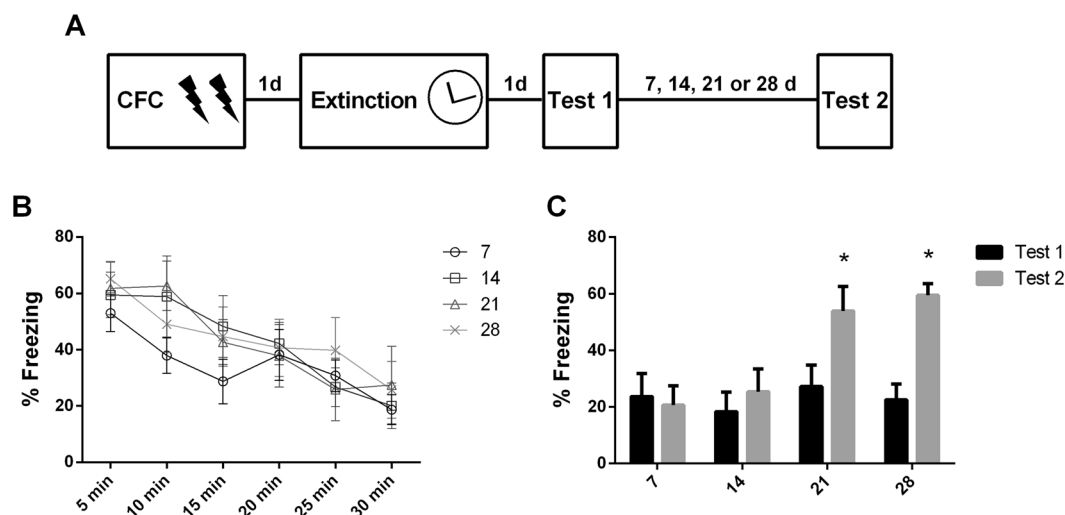 A
CFC
1d
Extinction
1d
Test 1
7, 14, 21 or 28 d
Test 2
B
% Freezing
80
60
40
20
0
5 min
10 min
15 min
20 min
25 min
30 min
7
14
21
28
C
% Freezing
80
60
40
20
0
*
*
7
14
21
28
Test 1
Test 2